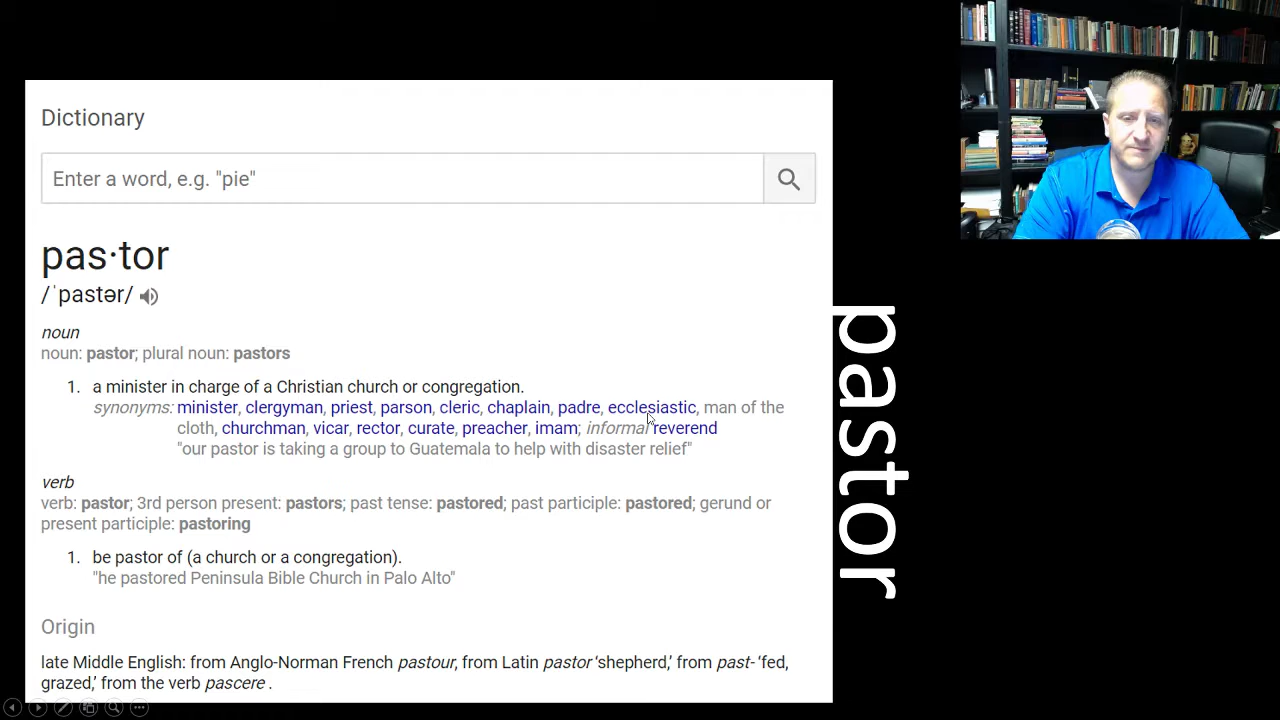 Dictionary
Enter a word, e.g. "pie"
pas·tor
/ˈpastər/
noun
noun: pastor; plural noun: pastors
1. a minister in charge of a Christian church or congregation.
synonyms: minister, clergyman, priest, parson, cleric, chaplain, padre, ecclesiastic, man of the
cloth, churchman, vicar, rector, curate, preacher, imam; informal reverend
"our pastor is taking a group to Guatemala to help with disaster relief"
verb
verb: pastor; 3rd person present: pastors; past tense: pastored; past participle: pastored; gerund or
present participle: pastoring
1. be pastor of (a church or a congregation).
"he pastored Peninsula Bible Church in Palo Alto"
Origin
late Middle English: from Anglo-Norman French pastour, from Latin pastor ‘shepherd,’ from past- ‘fed,
grazed,’ from the verb pascere .
pastor